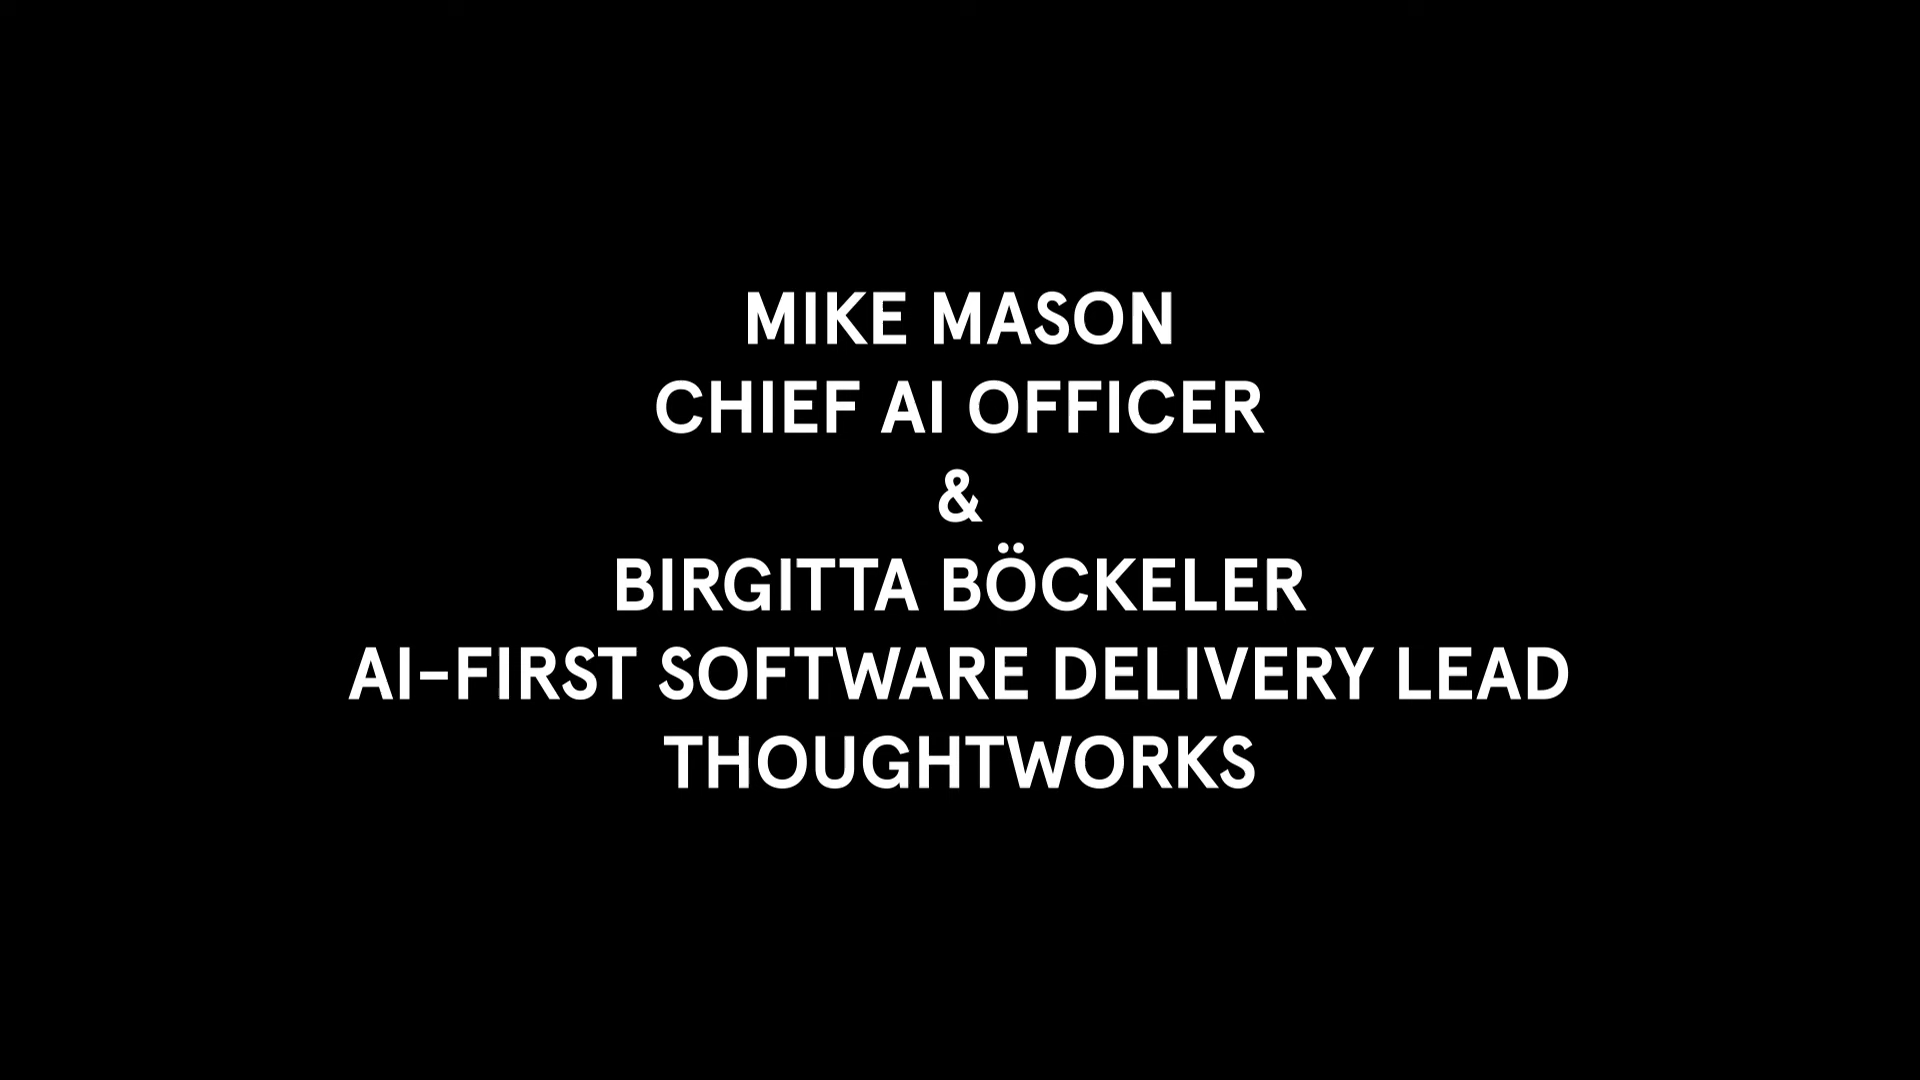 MIKE MASON
CHIEF AI OFFICER
&
BIRGITTA BÖCKELER
AI-FIRST SOFTWARE DELIVERY LEAD
THOUGHTWORKS